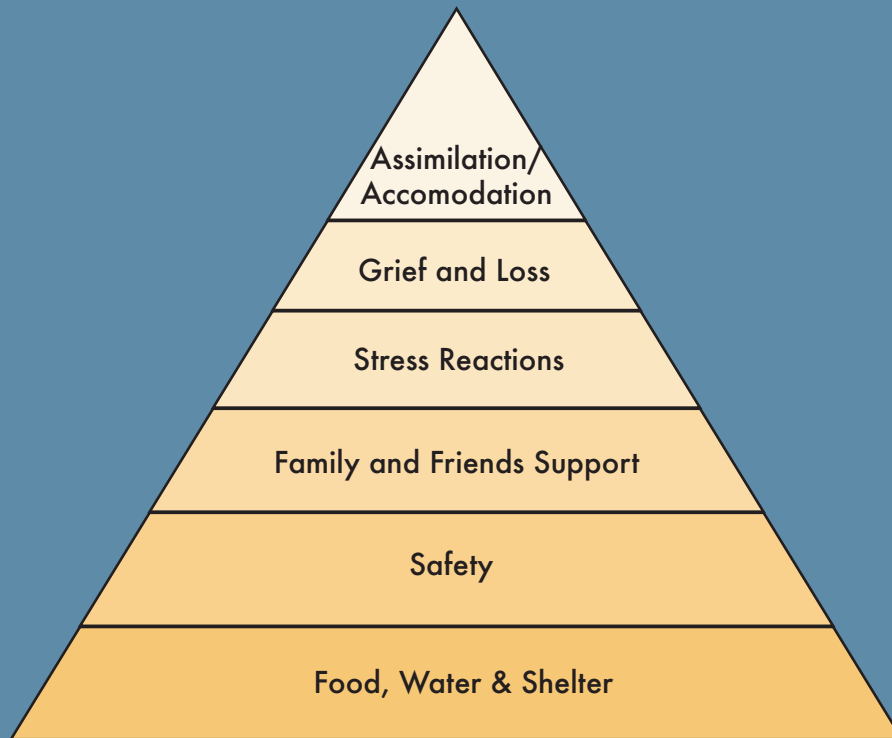 Assimilation/
Accomodation
Grief and Loss
Stress Reactions
Family and Friends Support
Safety
Food, Water & Shelter